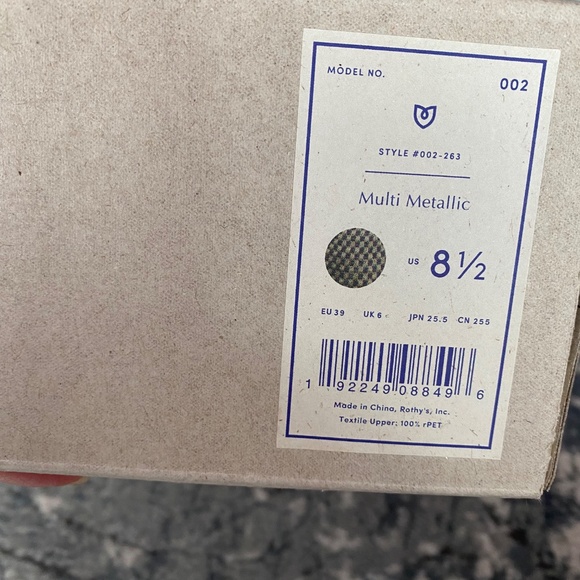 MODEL NO. 002
STYLE #002-263
Multi Metallic
US 8½
EU 39 UK 6 JPN 25.5 CN 255
1 92249 08849 6
Made in China, Rothy's, Inc.
Textile Upper: 100% rPET